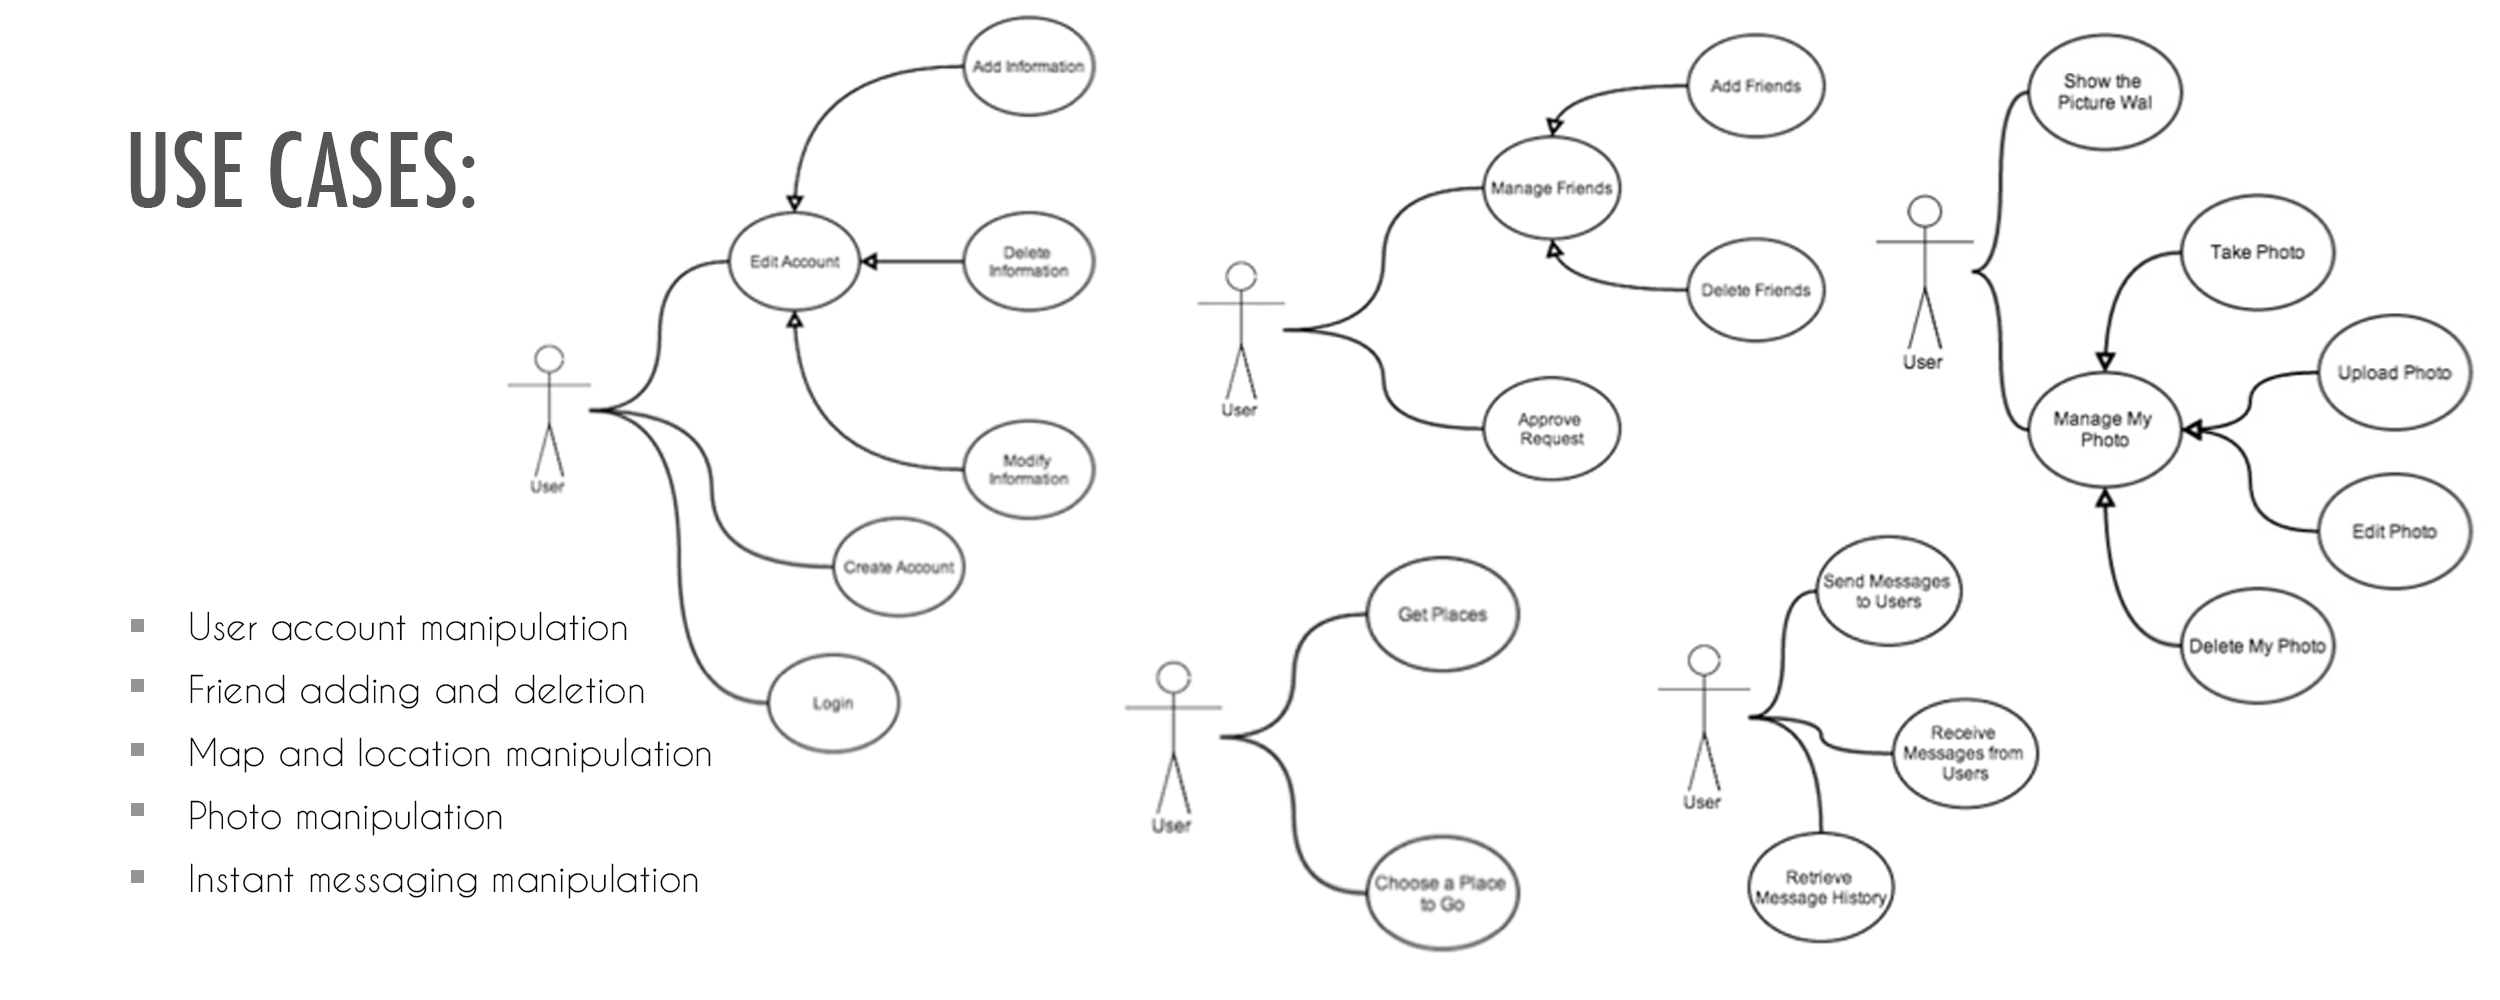 USE CASES:
User account manipulation
Friend adding and deletion
Map and location manipulation
Photo manipulation
Instant messaging manipulation
Add Information
Edit Account
Delete
Information
Modify
Information
User
Create Account
Login
Add Friends
Manage Friends
Delete Friends
User
Approve
Request
Show the
Picture Wal
Take Photo
User
Upload Photo
Manage My
Photo
Edit Photo
Delete My Photo
Get Places
User
Choose a Place
to Go
Send Messages
to Users
Receive
Messages from
Users
User
Retrieve
Message History